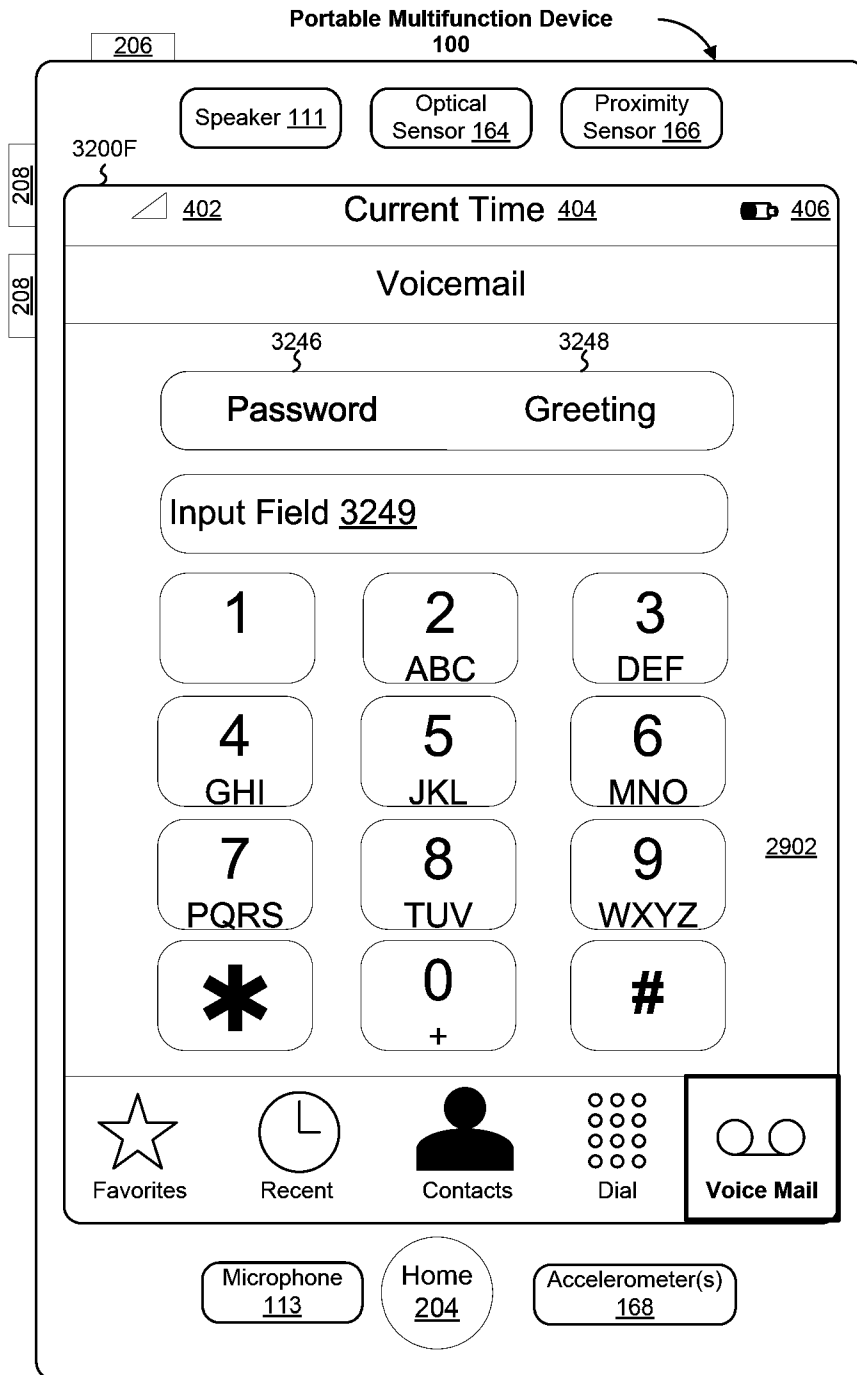 Portable Multifunction Device
100
206
Speaker 111
Optical
Sensor 164
Proximity
Sensor 166
3200F
208
402
Current Time 404
406
208
Voicemail
3246
3248
Password
Greeting
Input Field 3249
1
2
ABC
3
DEF
4
GHI
5
JKL
6
MNO
7
PQRS
8
TUV
9
WXYZ
2902
*
0
+
#
Favorites
Recent
Contacts
Dial
Voice Mail
Microphone
113
Home
204
Accelerometer(s)
168